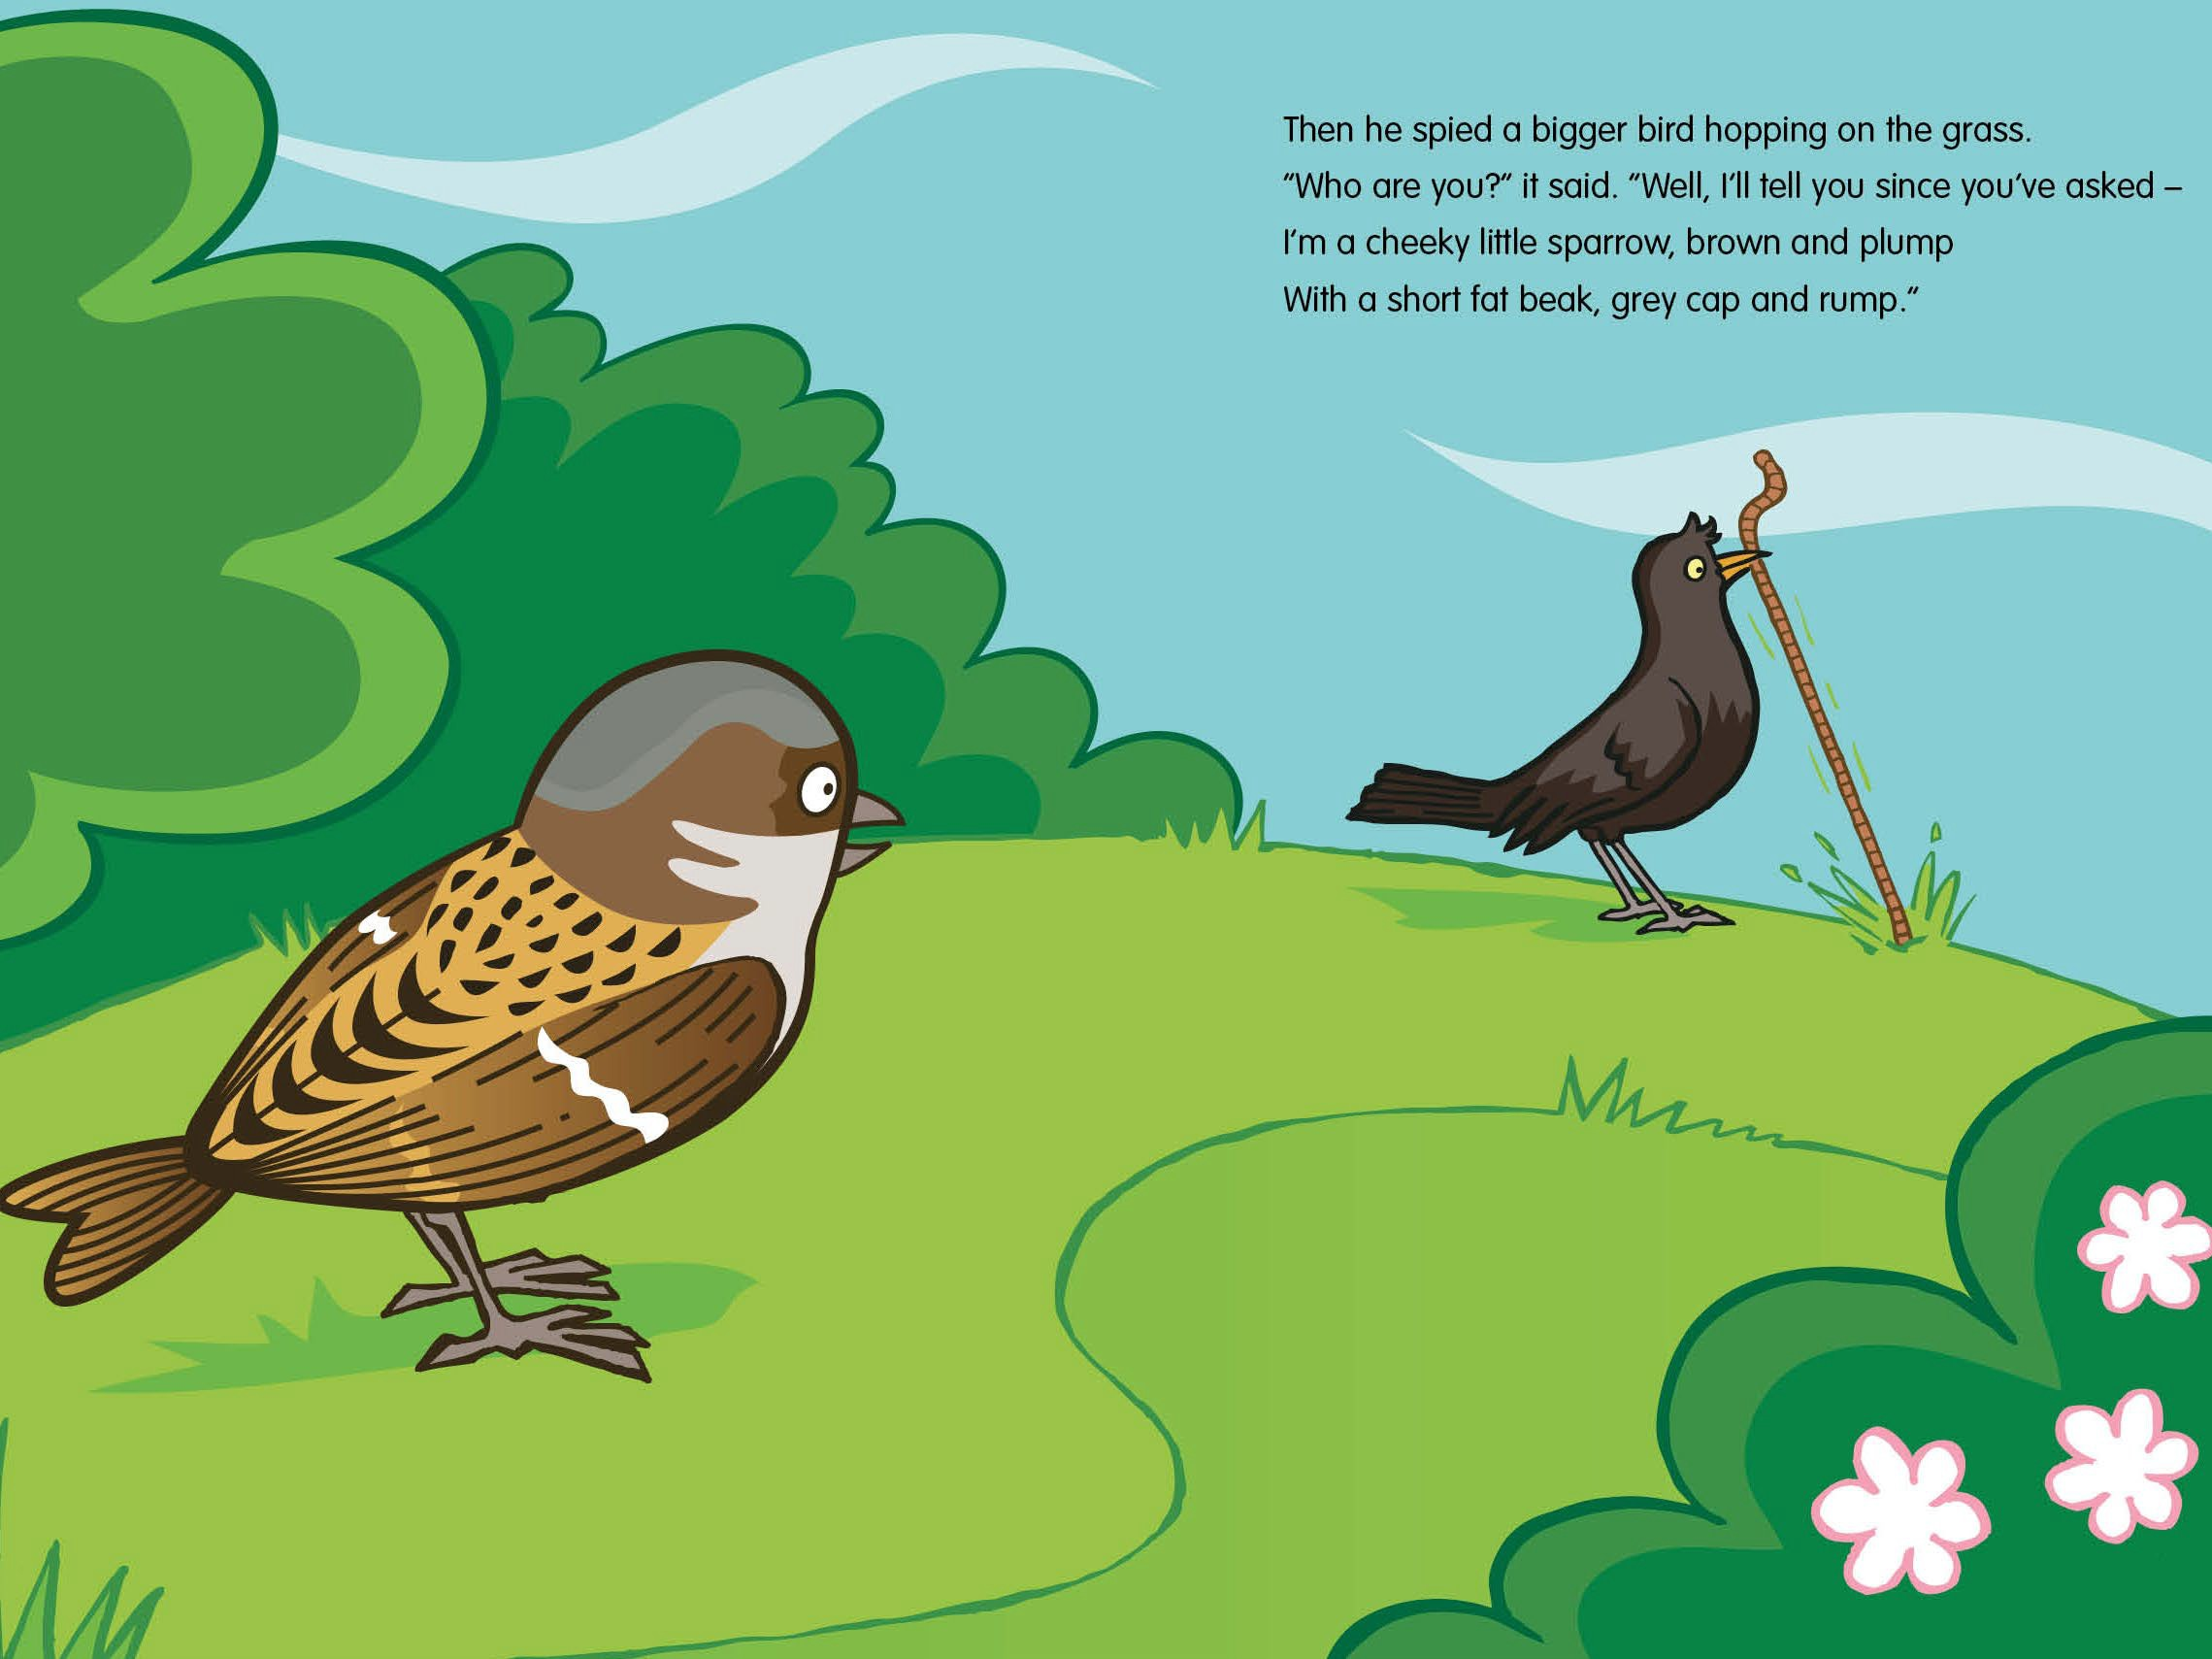 Then he spied a bigger bird hopping on the grass.
“Who are you?” it said. “Well, I’ll tell you since you’ve asked –
I’m a cheeky little sparrow, brown and plump
With a short fat beak, grey cap and rump.”